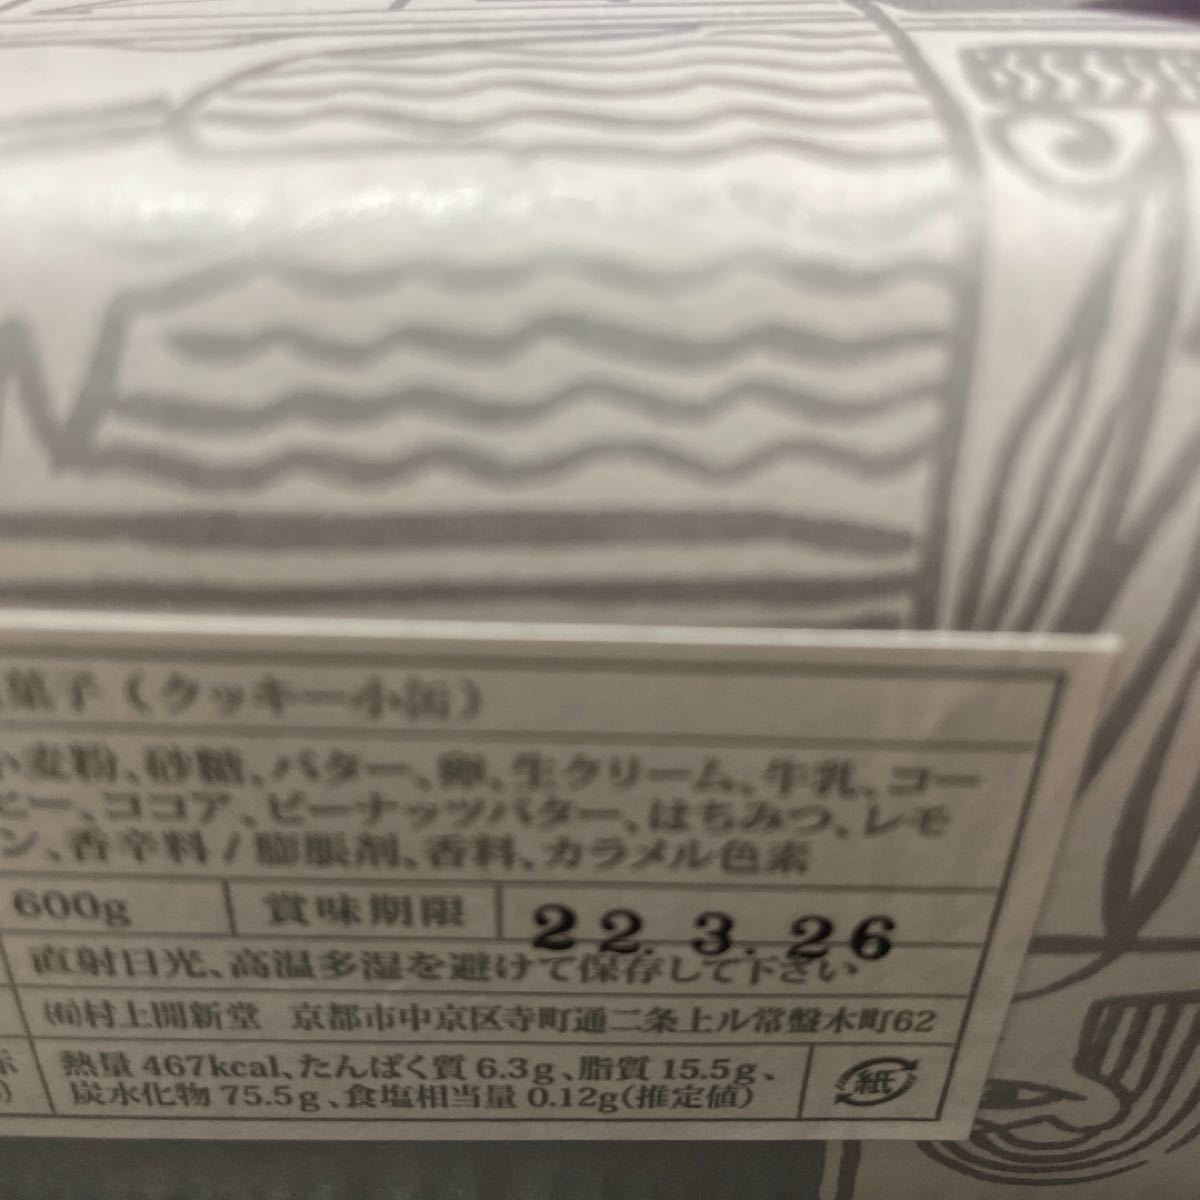 菓子（クッキー小缶）
小麦粉、砂糖、バター、卵、生クリーム、牛乳、コー
ヒー、ココア、ピーナッツバター、はちみつ、レモ
ン、香辛料/膨脹剤、香料、カラメル色素
600g 賞味期限 22. 3. 26
直射日光、高温多湿を避けて保存して下さい
㈲村上開新堂 京都市中京区寺町通二条上ル常盤木町62
熱量 467kcal、たんぱく質 6.3g、脂質 15.5g、
炭水化物 75.5g、食塩相当量 0.12g(推定値)
紙